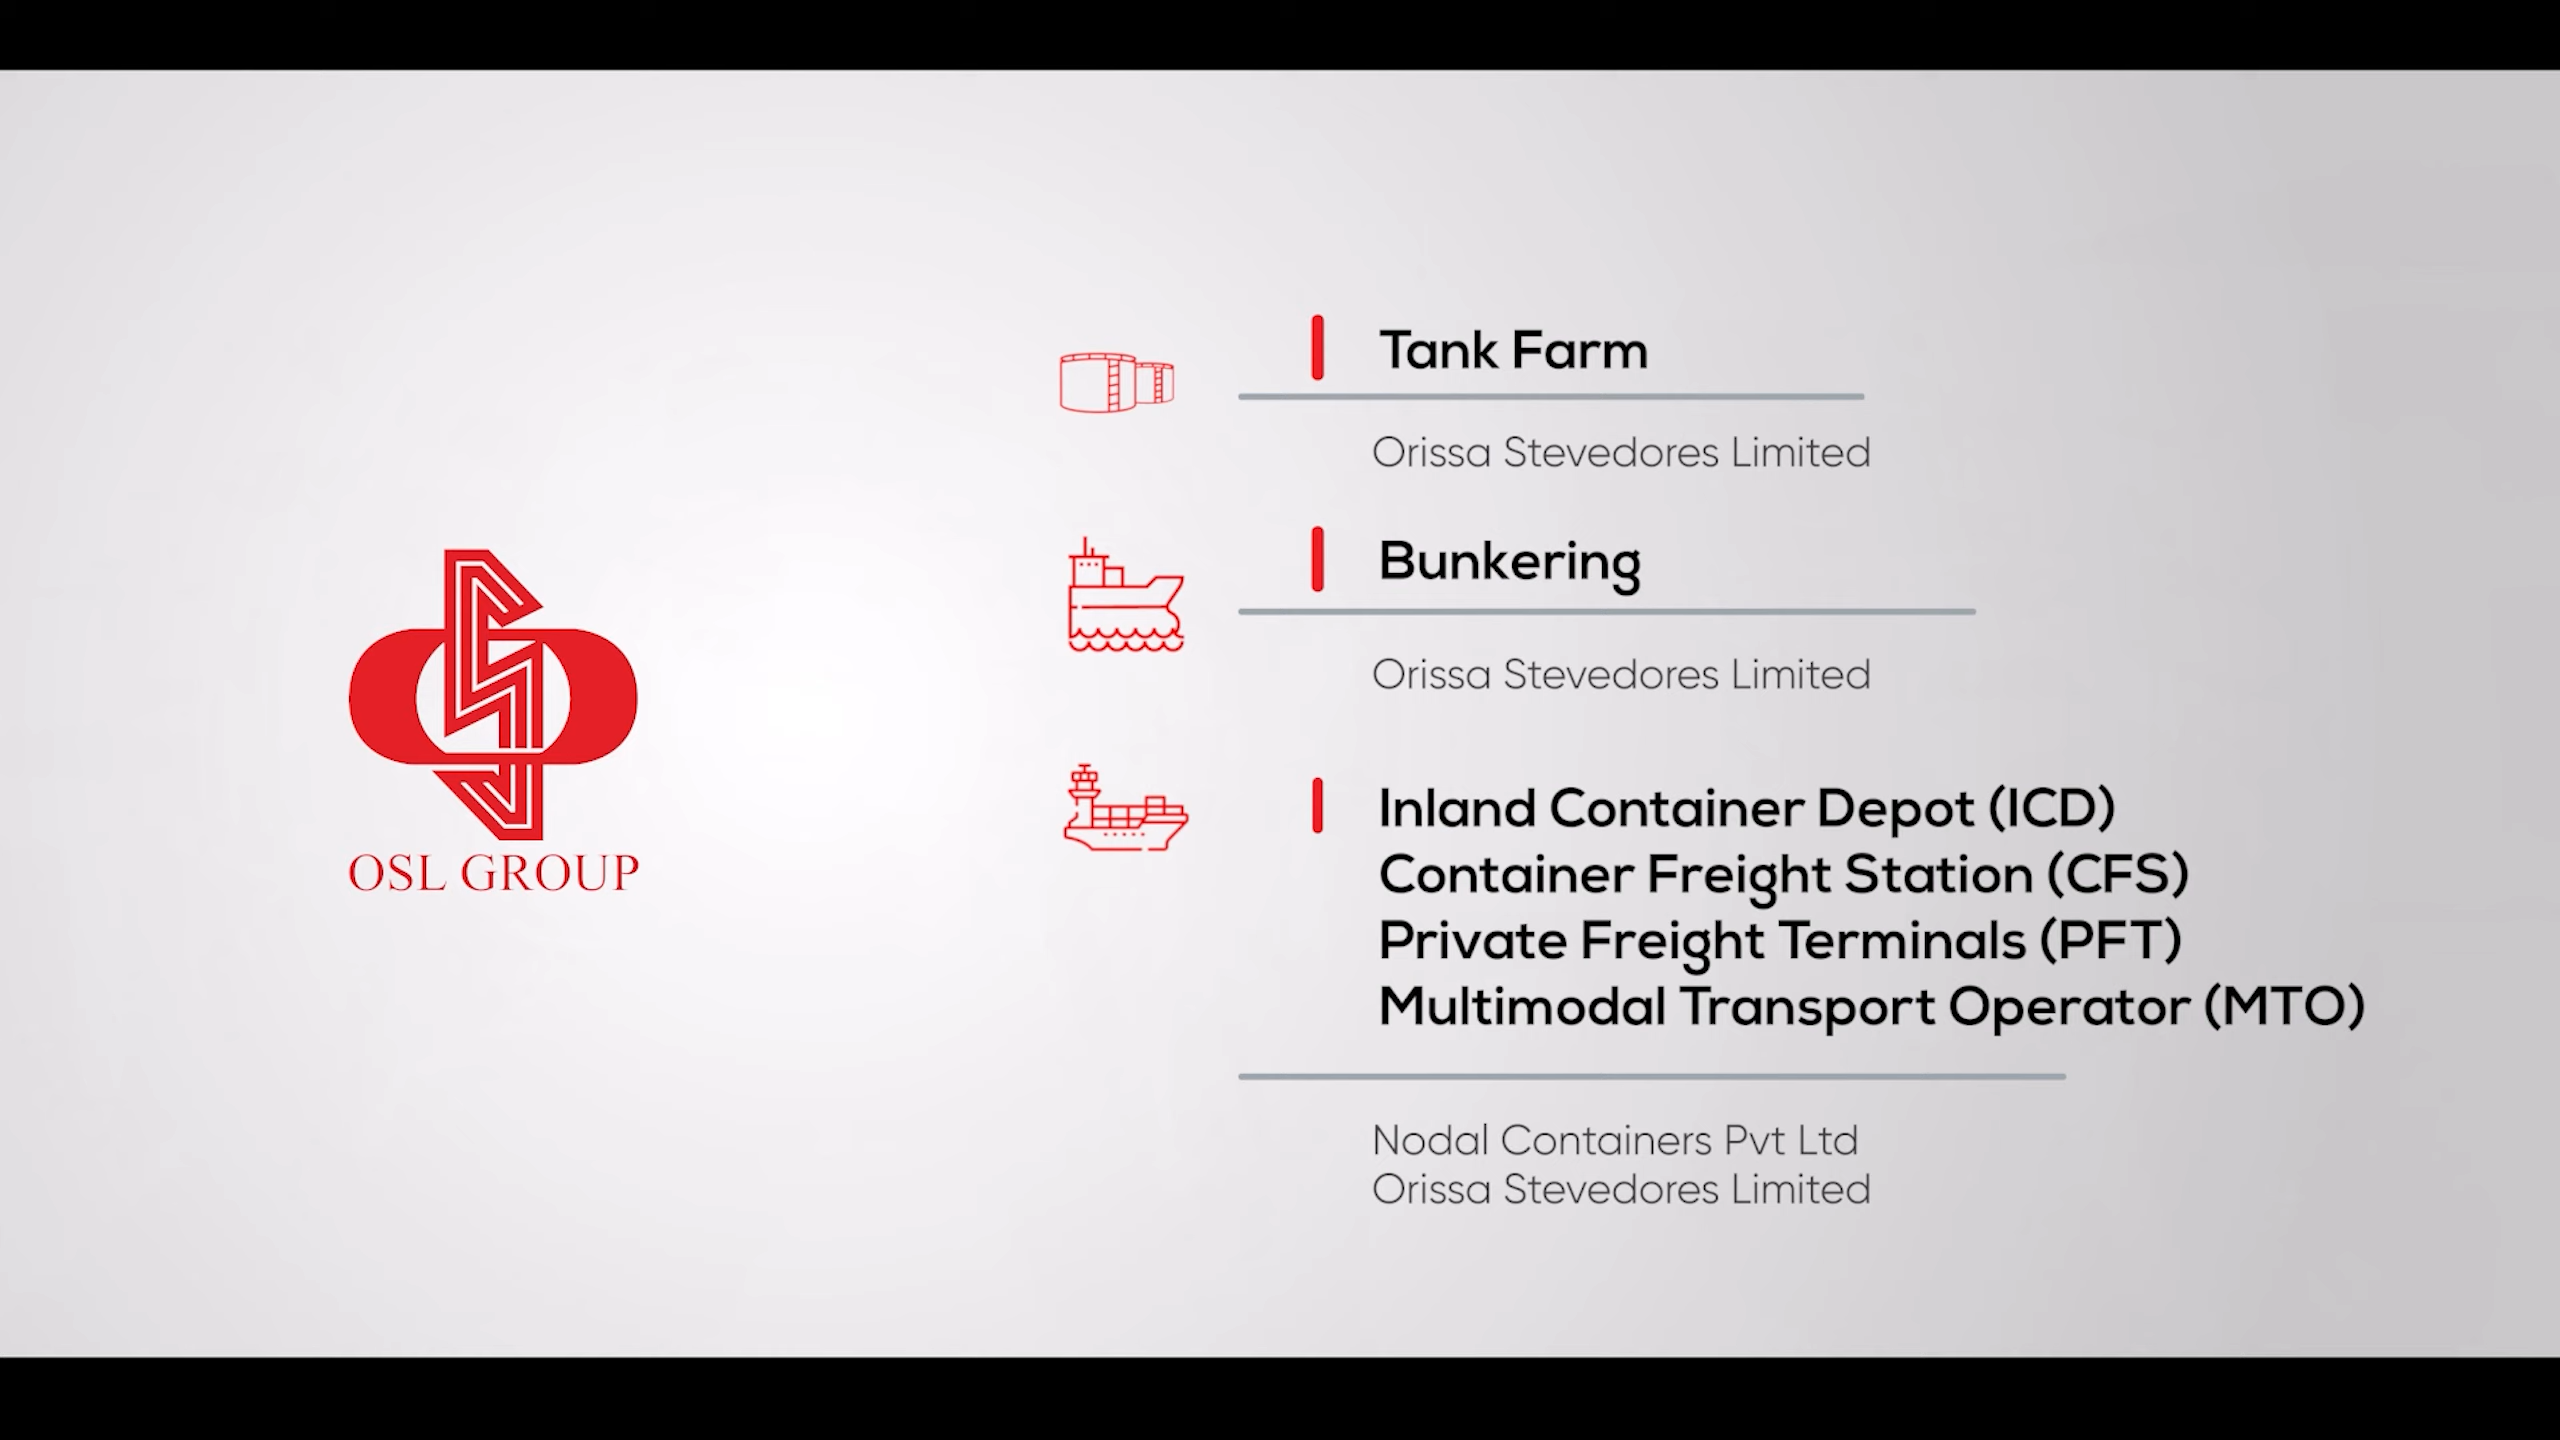 OSL GROUP
Tank Farm
Orissa Stevedores Limited
Bunkering
Orissa Stevedores Limited
Inland Container Depot (ICD)
Container Freight Station (CFS)
Private Freight Terminals (PFT)
Multimodal Transport Operator (MTO)
Nodal Containers Pvt Ltd
Orissa Stevedores Limited